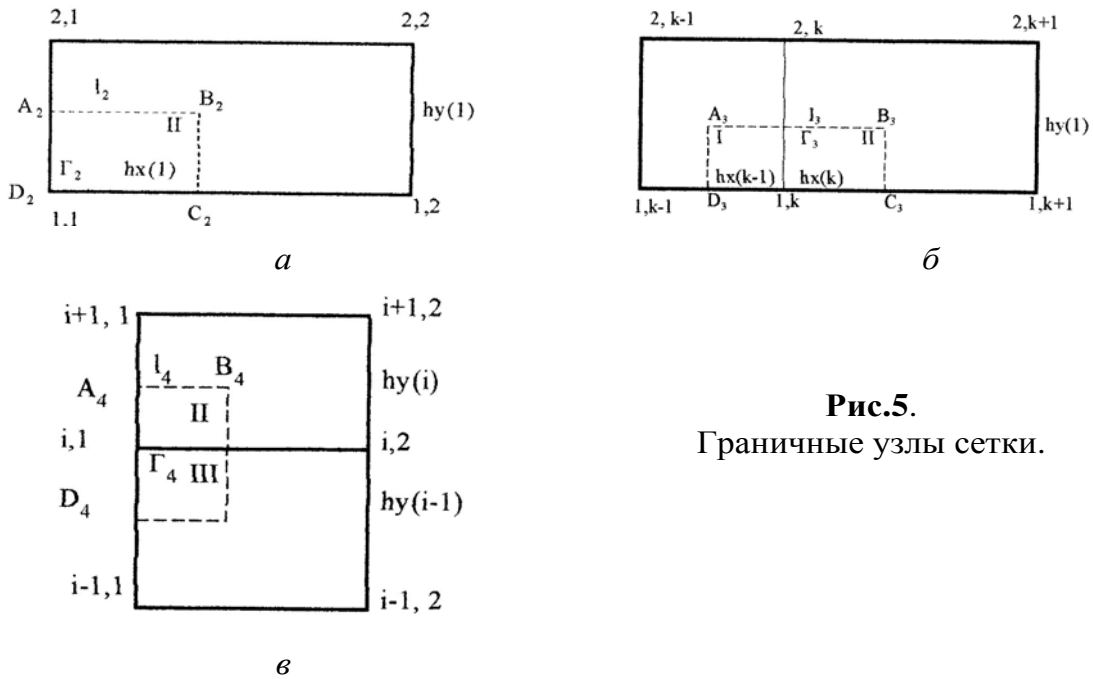 2,1 2,2
l₂
A₂ B₂
II hy(1)
Г₂ hx(1)
D₂
1,1 C₂ 1,2
а
2, k-1 2, k 2,k+1
A₃ l₃ B₃ hy(1)
I Г₃ II
hx(k-1) hx(k)
1,k-1 D₃ 1,k C₃ 1,k+1
б
i+1, 1 i+1,2
l₄ B₄
A₄ hy(i)
II
i,1 i,2
Г₄ III
D₄ hy(i-1)
i-1,1 i-1, 2
в
Рис.5.
Граничные узлы сетки.